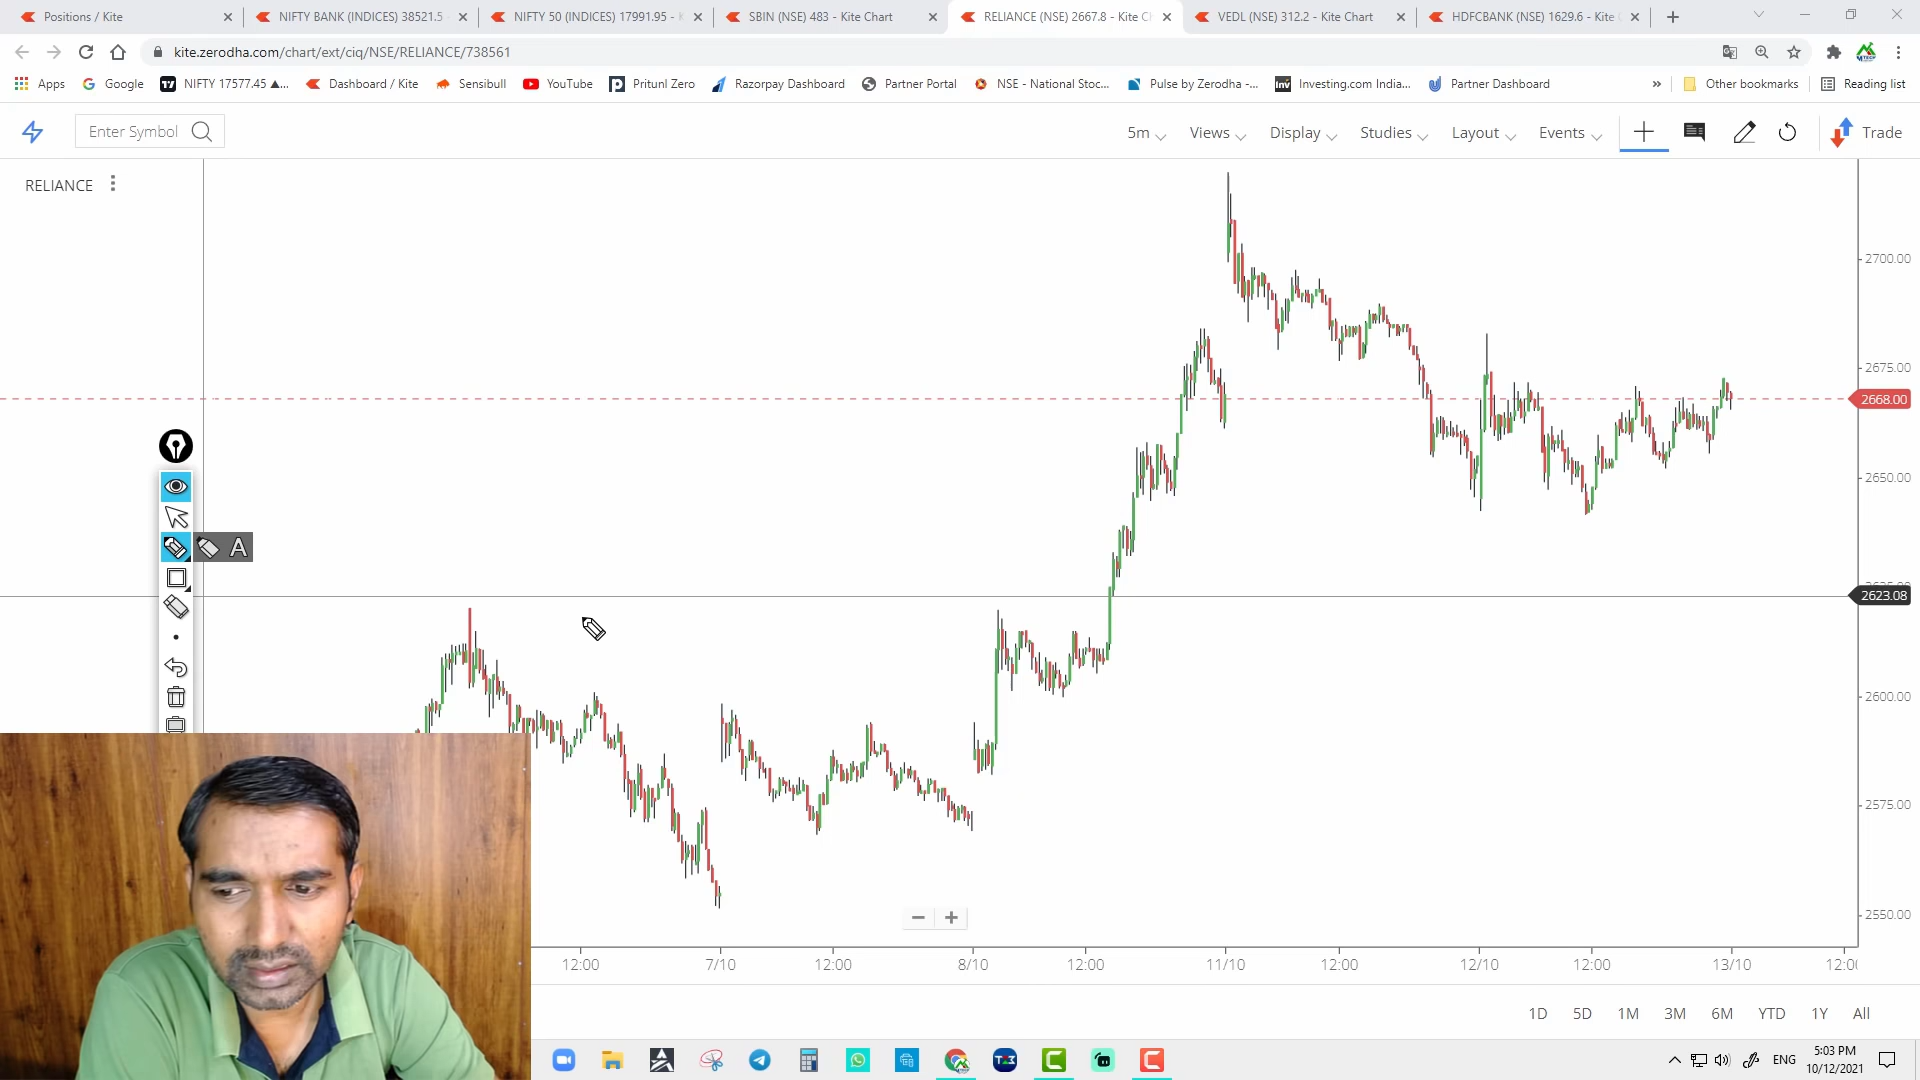 Positions / Kite
NIFTY BANK (INDICES) 38521.5
NIFTY 50 (INDICES) 17991.95 -
SBIN (NSE) 483 - Kite Chart
RELIANCE (NSE) 2667.8 - Kite
VEDL (NSE) 312.2 - Kite Chart
HDFCBANK (NSE) 1629.6 - Kite
kite.zerodha.com/chart/ext/ciq/NSE/RELIANCE/738561
Apps
Google
NIFTY 17577.45 ▲...
Dashboard / Kite
Sensibull
YouTube
Pritunl Zero
Razorpay Dashboard
Partner Portal
NSE - National Stoc...
Pulse by Zerodha -...
Investing.com India...
Partner Dashboard
Other bookmarks
Reading list
Enter Symbol
5m
Views
Display
Studies
Layout
Events
Trade
RELIANCE
2700.00
2675.00
2668.00
2650.00
2623.08
2600.00
2575.00
2550.00
A
12:00
7/10
12:00
8/10
12:00
11/10
12:00
12/10
12:00
13/10
1D
5D
1M
3M
6M
YTD
1Y
All
ENG
5:03 PM
10/12/2021